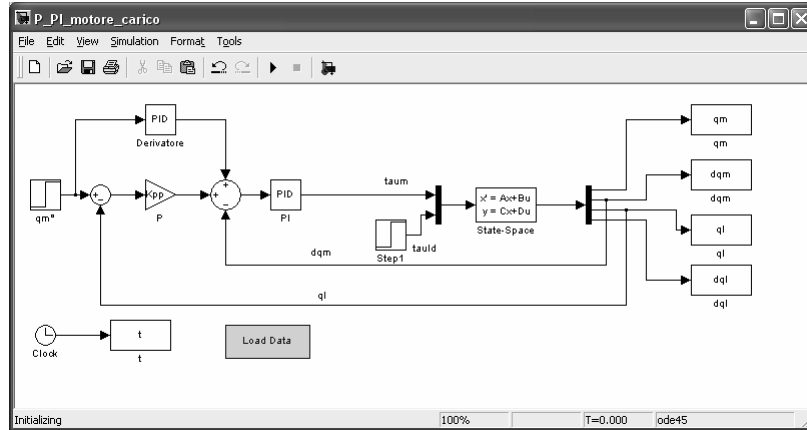 P_PI_motore_carico
File Edit View Simulation Format Tools
PID
Derivatore
qm*
Kpp
P
PID
PI
taum
Step1
tauld
x' = Ax+Bu
y = Cx+Du
State-Space
qm
qm
dqm
dqm
ql
ql
dql
dql
dqm
ql
Clock
t
t
Load Data
Initializing 100% T=0.000 ode45